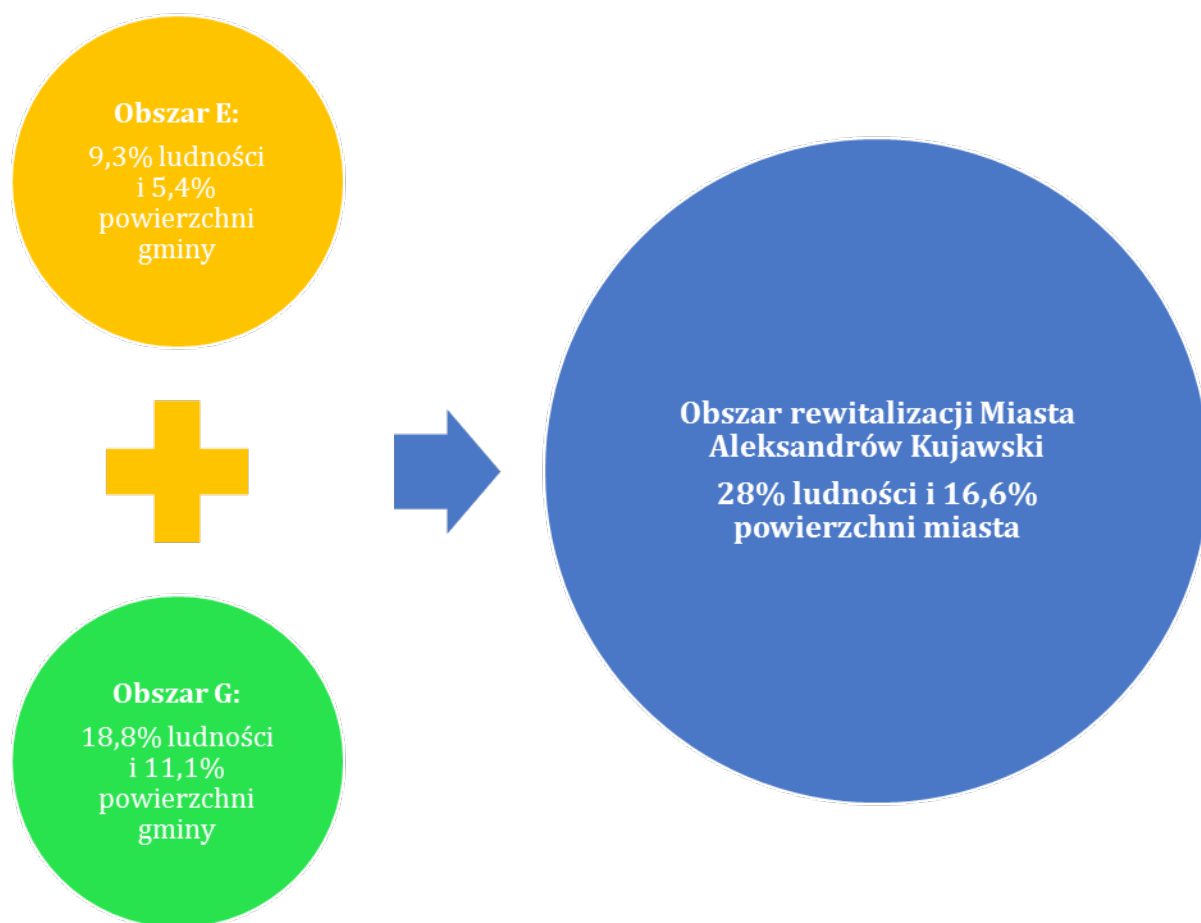 Obszar E:
9,3% ludności
i 5,4%
powierzchni
gminy
Obszar G:
18,8% ludności
i 11,1%
powierzchni
gminy
Obszar rewitalizacji Miasta
Aleksandrów Kujawski
28% ludności i 16,6%
powierzchni miasta